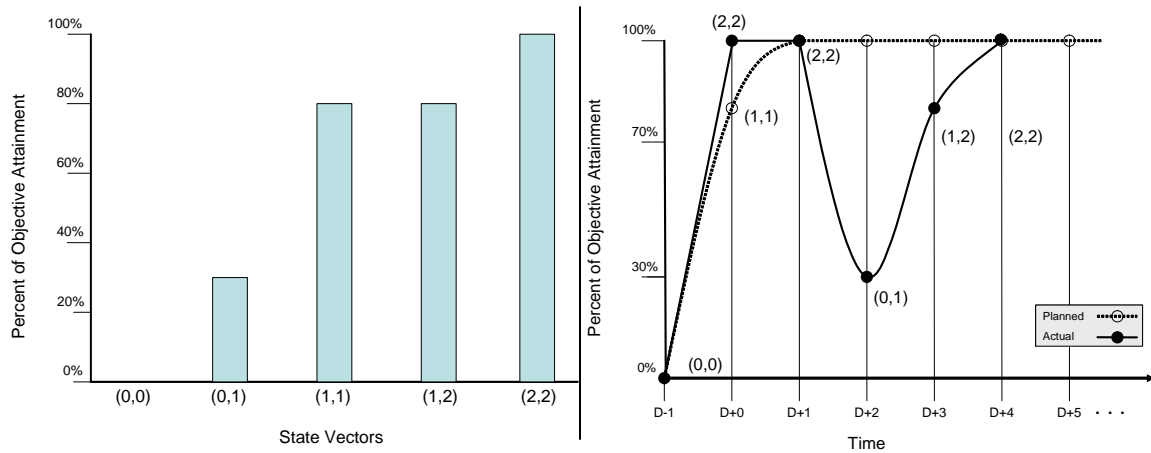 100%
80%
60%
40%
20%
0%
Percent of Objective Attainment
(0,0) (0,1) (1,1) (1,2) (2,2)
State Vectors
(2,2)
100%
(2,2)
(1,1)
70%
(1,2) (2,2)
30%
(0,1)
Planned
Actual
0%
(0,0)
Percent of Objective Attainment
D-1 D+0 D+1 D+2 D+3 D+4 D+5 . . .
Time